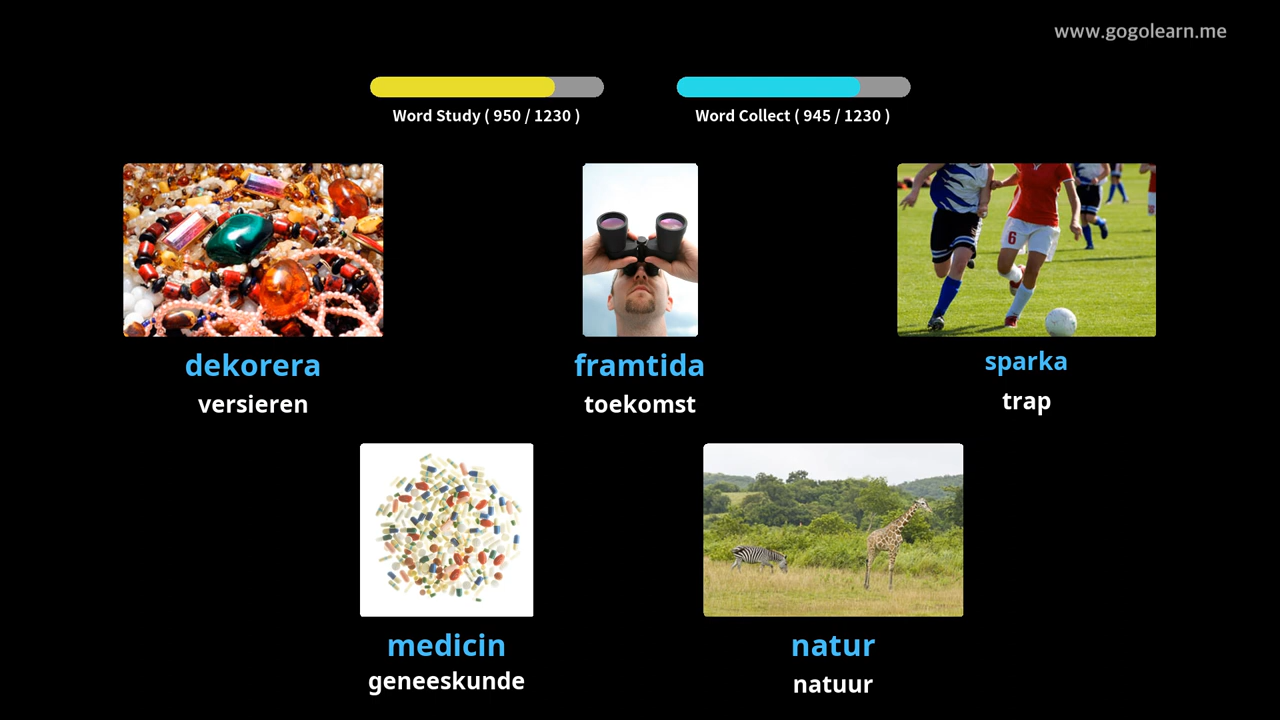 www.gogolearn.me
Word Study ( 950 / 1230 )
Word Collect ( 945 / 1230 )
dekorera
versieren
framtida
toekomst
6
sparka
trap
medicin
geneeskunde
natur
natuur